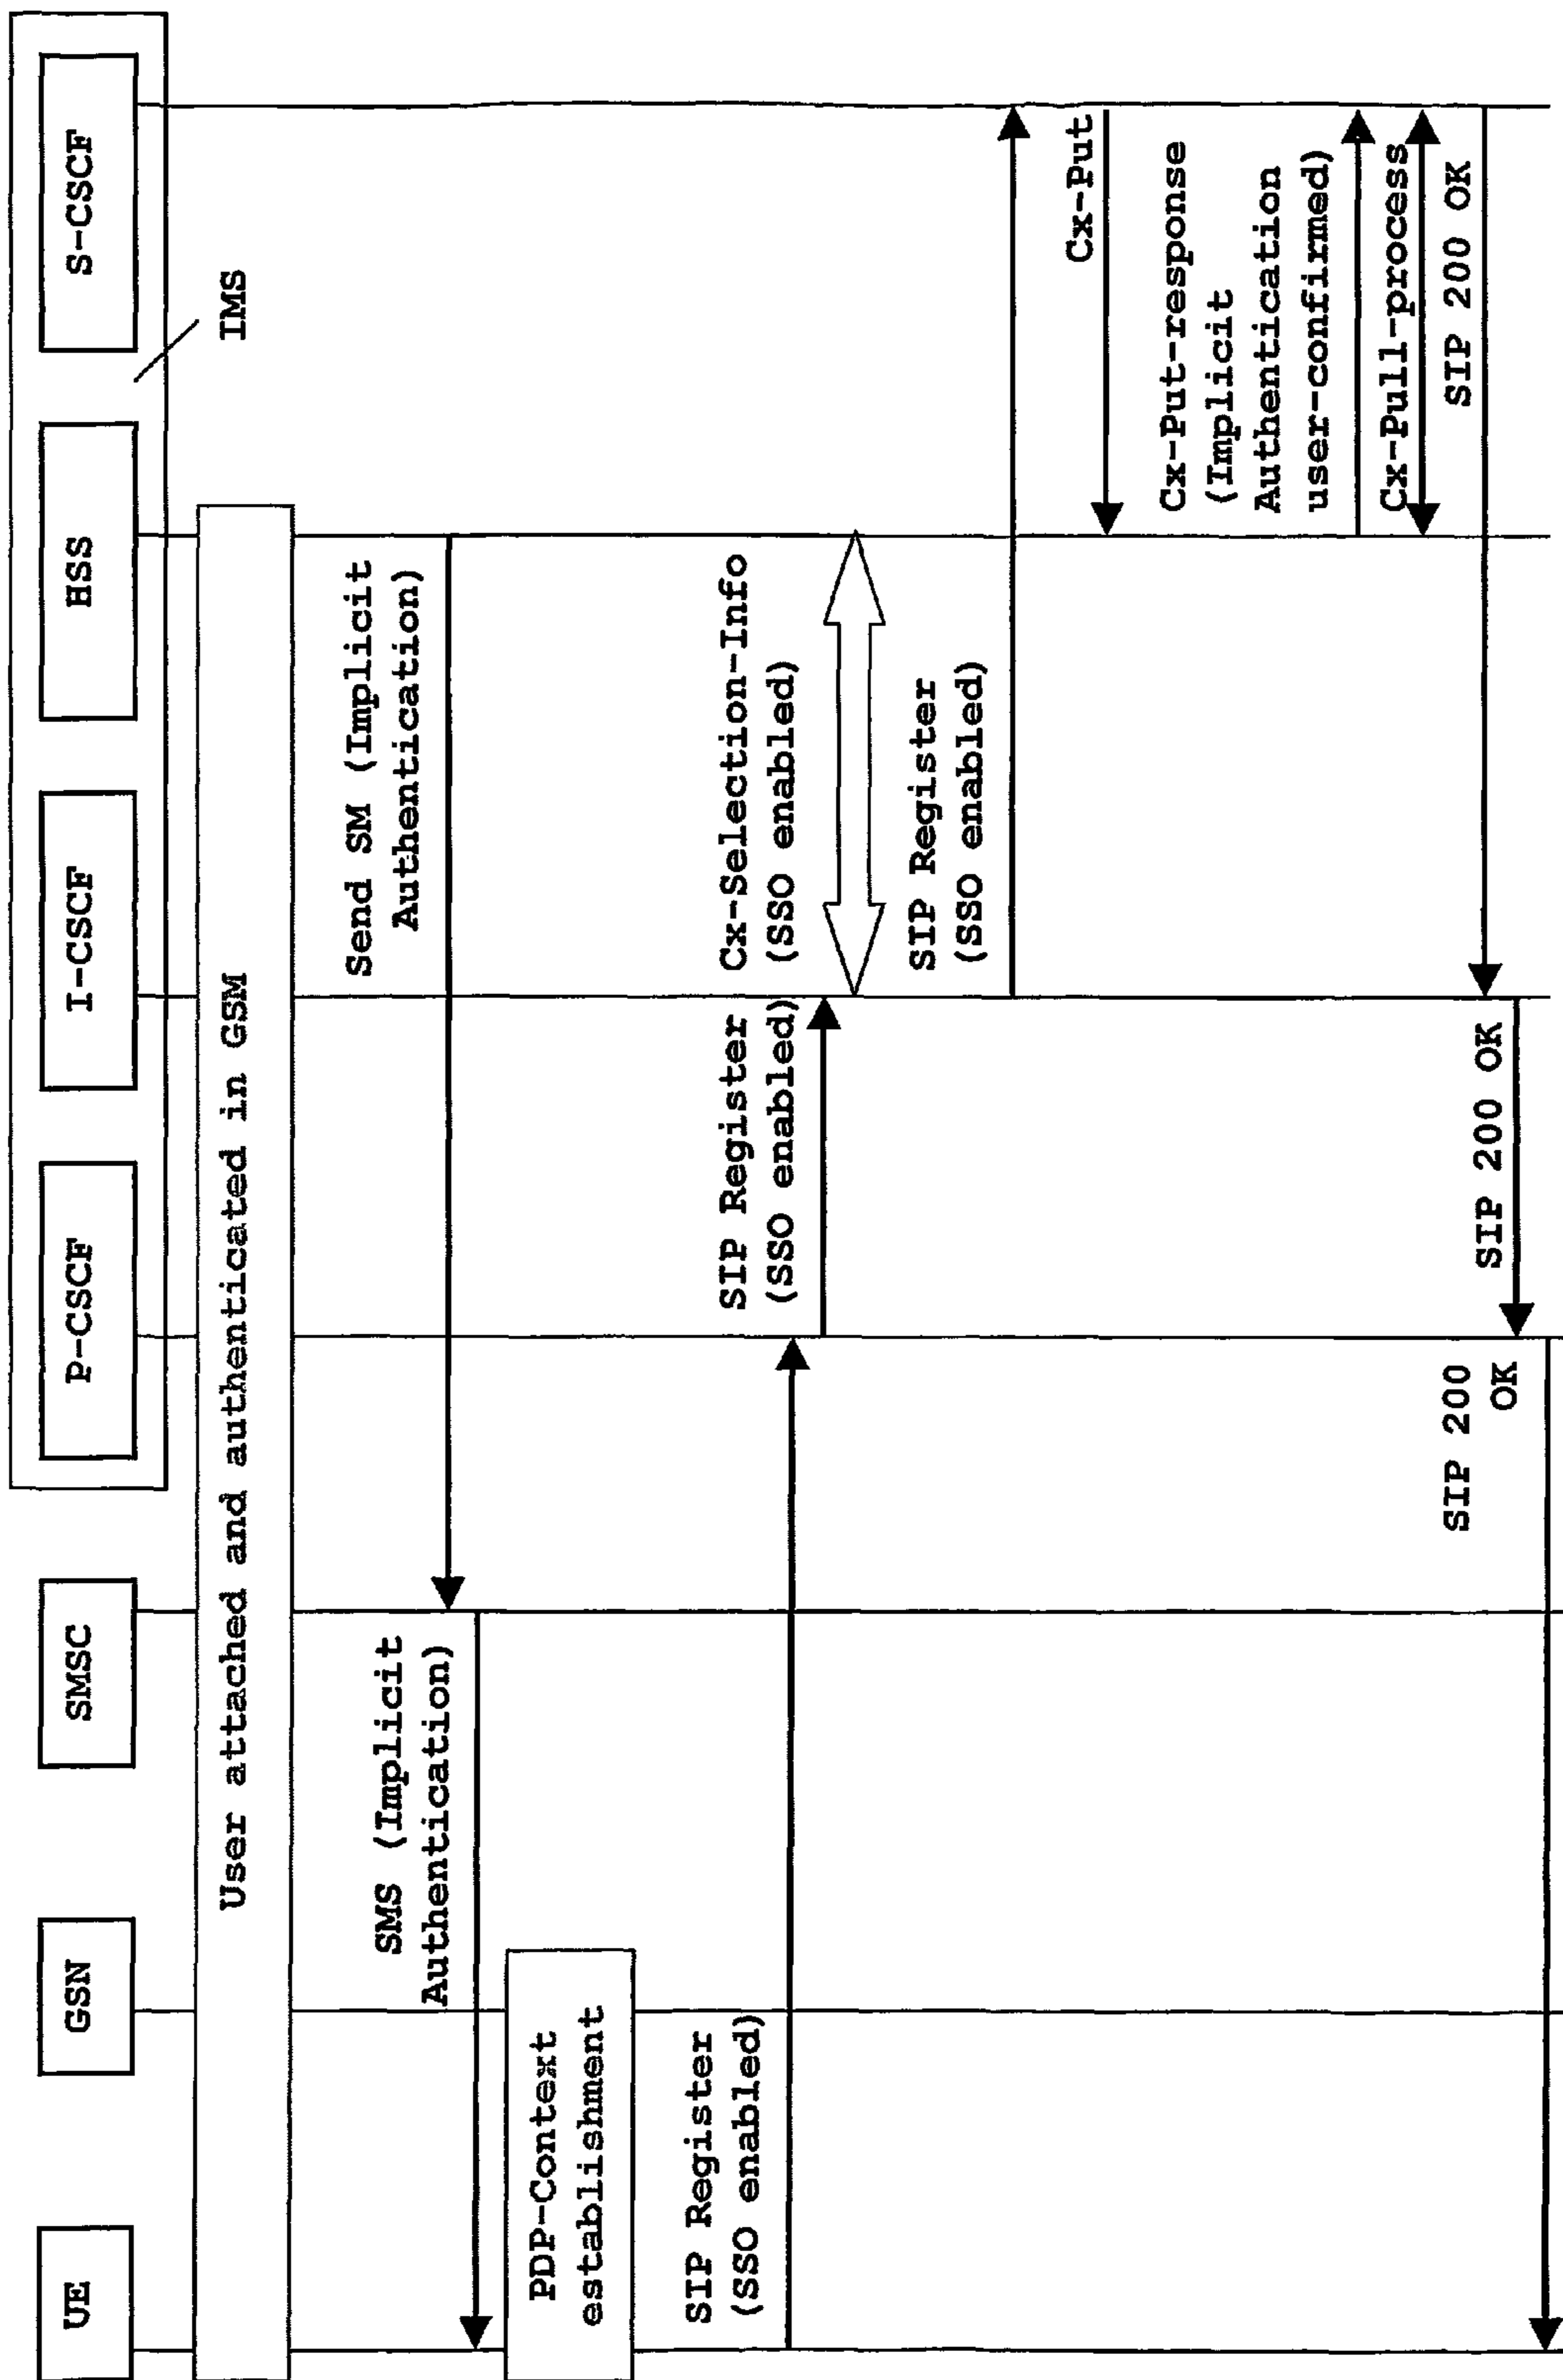 UE
GSN
SMSC
P-CSCF
I-CSCF
HSS
S-CSCF
IMS
User attached and authenticated in GSM
Send SM (Implicit
Authentication)
SMS (Implicit
Authentication)
PDP-Context
establishment
SIP Register
(SSO enabled)
SIP Register
(SSO enabled)
Cx-Selection-Info
(SSO enabled)
SIP Register
(SSO enabled)
Cx-Put
Cx-Put-response
(Implicit
Authentication
user-confirmed)
Cx-Pull-process
SIP 200 OK
SIP 200 OK
SIP 200
OK